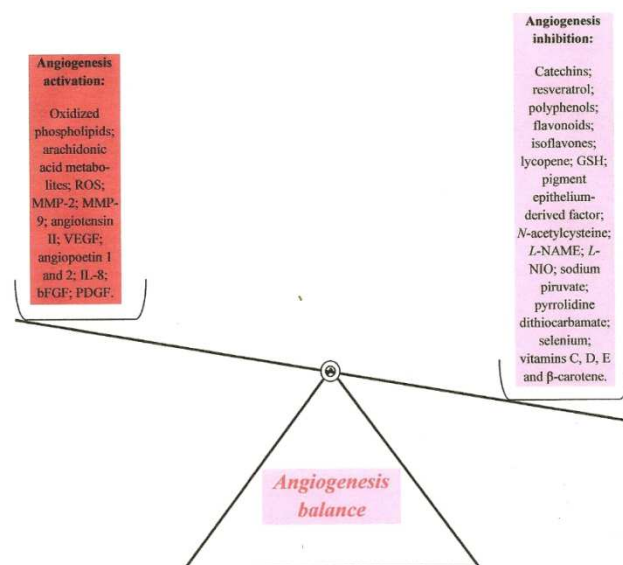 Angiogenesis
activation:
Oxidized
phospholipids;
arachidonic
acid metabo-
lites; ROS;
MMP-2; MMP-
9; angiotensin
II; VEGF;
angiopoetin 1
and 2; IL-8;
bFGF; PDGF.
Angiogenesis
inhibition:
Catechins;
resveratrol;
polyphenols;
flavonoids;
isoflavones;
lycopene; GSH;
pigment
epithelium-
derived factor;
N-acetylcysteine;
L-NAME; L-
NIO; sodium
piruvate;
pyrrolidine
dithiocarbamate;
selenium;
vitamins C, D, E
and β-carotene.
Angiogenesis
balance